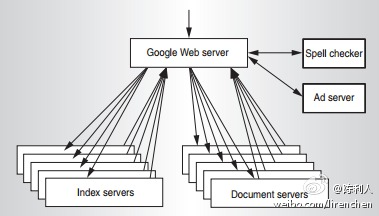 Google Web server
Spell checker
Ad server
Index servers
Document servers
@陈利人
weibo.com/lirenchen